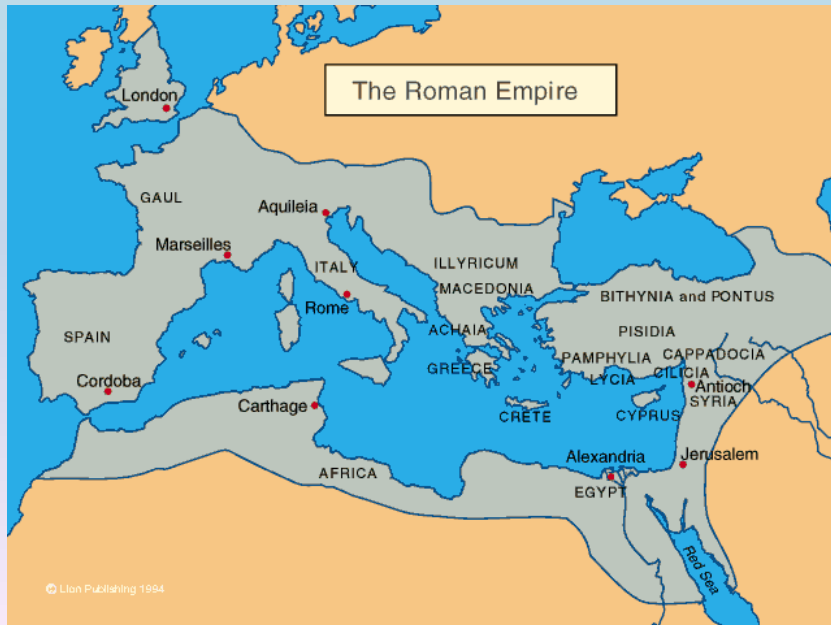 The Roman Empire
London
GAUL
Aquileia
Marseilles
ITALY
ILLYRICUM
MACEDONIA
Rome
BITHYNIA and PONTUS
SPAIN
ACHAIA
PISIDIA
GREECE
PAMPHYLIA
CAPPADOCIA
LYCIA
CILICIA
Cordoba
Antioch
Carthage
CRETE
CYPRUS
SYRIA
AFRICA
Alexandria
Jerusalem
EGYPT
Red Sea
© Lion Publishing 1994